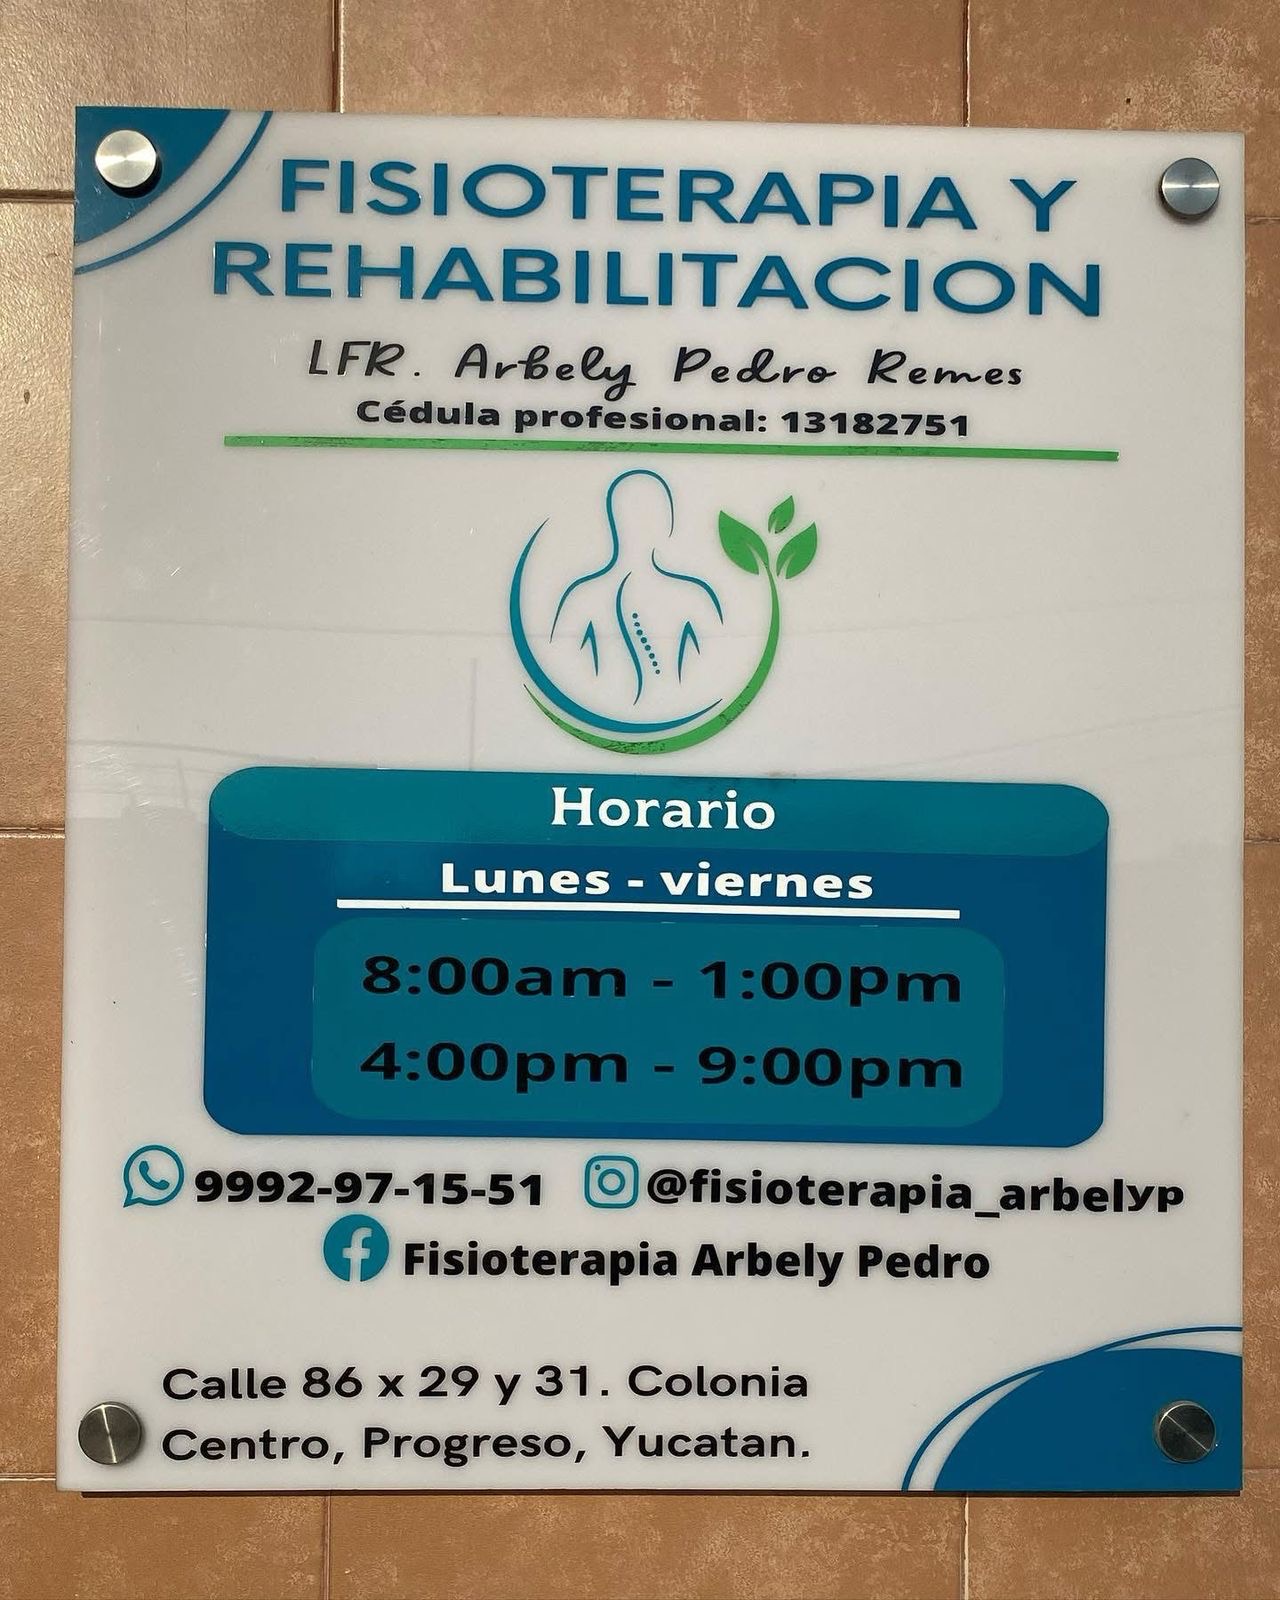 FISIOTERAPIA Y
REHABILITACION
LFR. Arbely Pedro Remes
Cédula profesional: 13182751
Horario
Lunes - viernes
8:00am - 1:00pm
4:00pm - 9:00pm
9992-97-15-51 @fisioterapia_arbelyp
Fisioterapia Arbely Pedro
Calle 86 x 29 y 31. Colonia
Centro, Progreso, Yucatan.